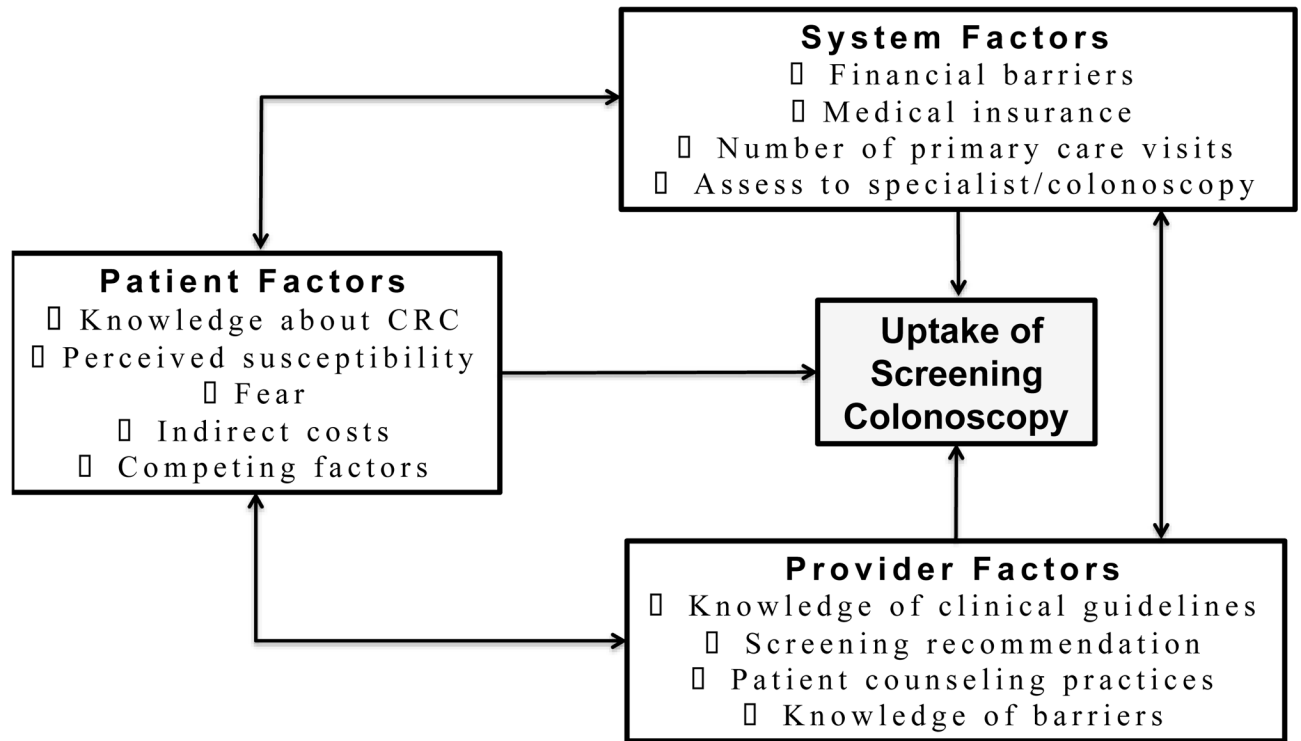 System Factors
▯ Financial barriers
▯ Medical insurance
▯ Number of primary care visits
▯ Assess to specialist/colonoscopy
Patient Factors
▯ Knowledge about CRC
▯ Perceived susceptibility
▯ Fear
▯ Indirect costs
▯ Competing factors
Uptake of
Screening
Colonoscopy
Provider Factors
▯ Knowledge of clinical guidelines
▯ Screening recommendation
▯ Patient counseling practices
▯ Knowledge of barriers